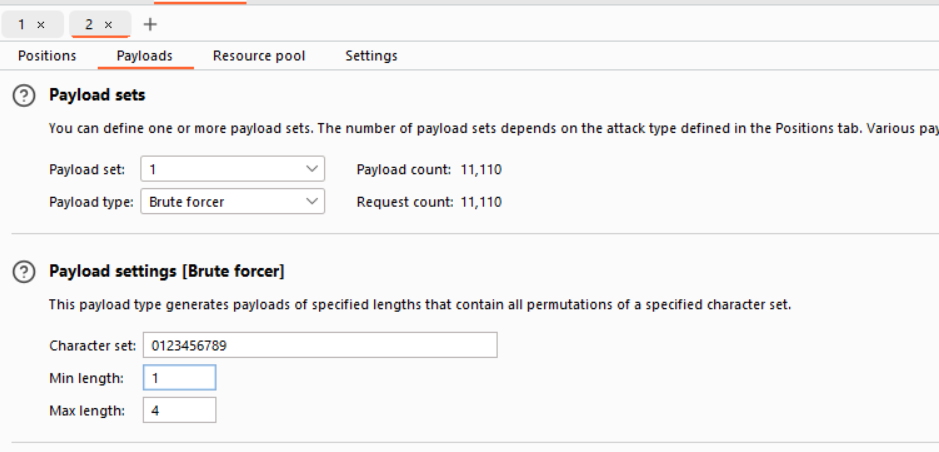 1 × 2 × +
Positions Payloads Resource pool Settings
? Payload sets
You can define one or more payload sets. The number of payload sets depends on the attack type defined in the Positions tab. Various pay
Payload set: 1 Payload count: 11,110
Payload type: Brute forcer Request count: 11,110
? Payload settings [Brute forcer]
This payload type generates payloads of specified lengths that contain all permutations of a specified character set.
Character set: 0123456789
Min length: 1
Max length: 4